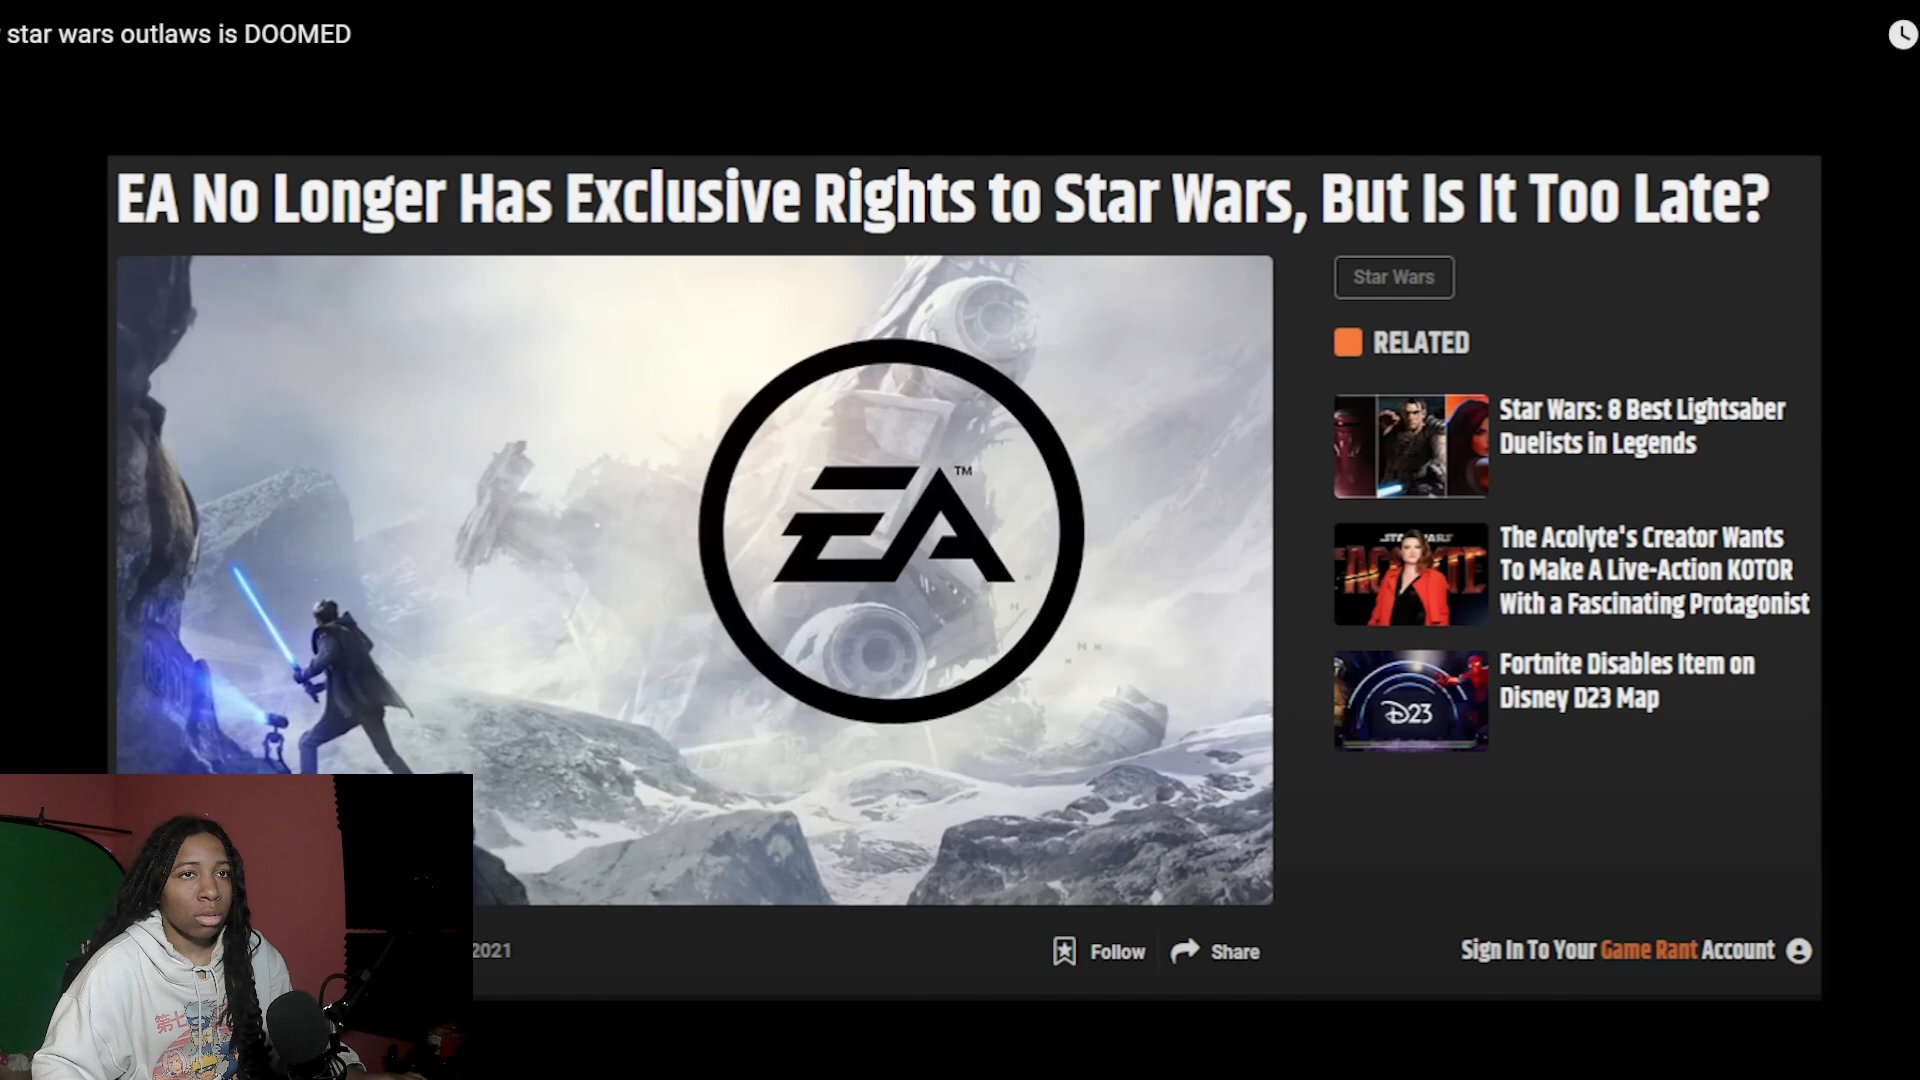 star wars outlaws is DOOMED
EA No Longer Has Exclusive Rights to Star Wars, But Is It Too Late?
EA
TM
Star Wars
RELATED
Star Wars: 8 Best Lightsaber
Duelists in Legends
The Acolyte's Creator Wants
To Make A Live-Action KOTOR
With a Fascinating Protagonist
Fortnite Disables Item on
Disney D23 Map
D23
2021
Follow
Share
Sign In To Your Game Rant Account
第七